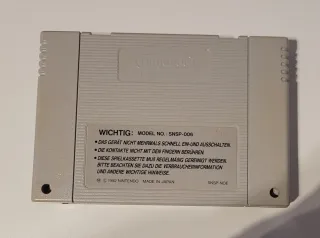 WICHTIG: MODEL NO.: SNSP-006
• DAS GERÄT NICHT MEHRMALS SCHNELL EIN-UND AUSSCHALTEN.
• DIE KONTAKTE NICHT MIT DEN FINGERN BERÜHREN.
• DIESE SPIELKASSETTE MUß REGELMÄßIG GEREINIGT WERDEN.
BITTE BEACHTEN SIE DAZU DIE VERBRAUCHERINFORMATION
UND ANDERE WICHTIGE HINWEISE.
© 1992 NINTENDO MADE IN JAPAN